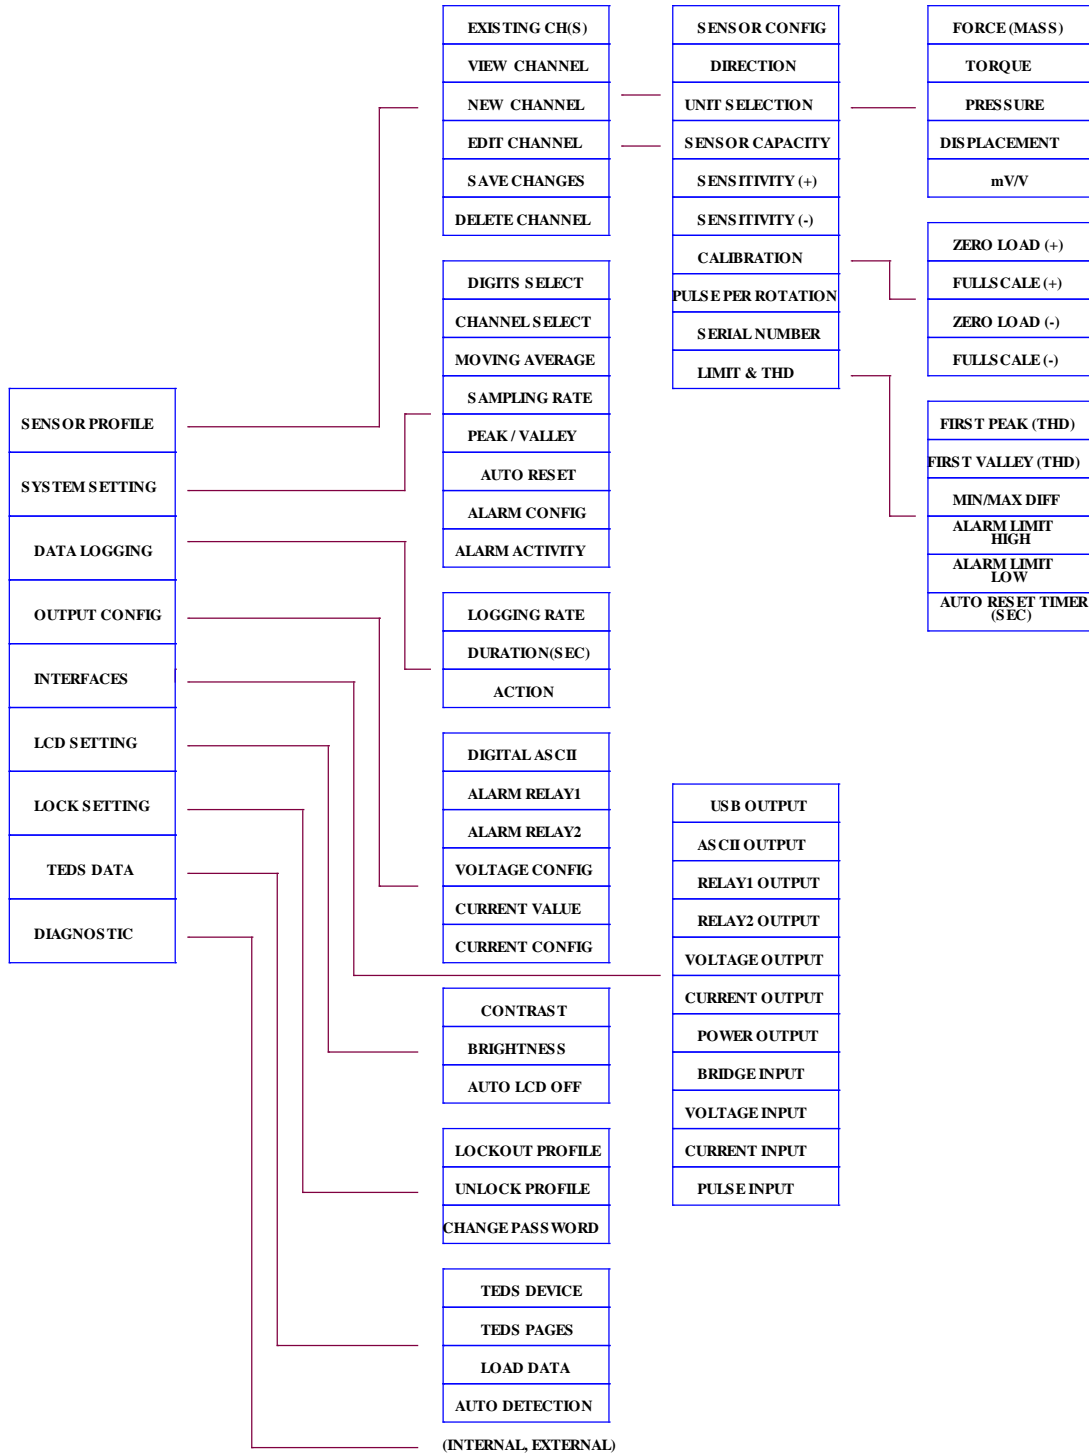 SENSOR PROFILE
SYSTEM SETTING
DATA LOGGING
OUTPUT CONFIG
INTERFACES
LCD SETTING
LOCK SETTING
TEDS DATA
DIAGNOSTIC
EXISTING CH(S)
VIEW CHANNEL
NEW CHANNEL
EDIT CHANNEL
SAVE CHANGES
DELETE CHANNEL
DIGITS SELECT
CHANNEL SELECT
MOVING AVERAGE
SAMPLING RATE
PEAK / VALLEY
AUTO RESET
ALARM CONFIG
ALARM ACTIVITY
LOGGING RATE
DURATION(SEC)
ACTION
DIGITAL ASCII
ALARM RELAY1
ALARM RELAY2
VOLTAGE CONFIG
CURRENT VALUE
CURRENT CONFIG
CONTRAST
BRIGHTNESS
AUTO LCD OFF
LOCKOUT PROFILE
UNLOCK PROFILE
CHANGE PASSWORD
TEDS DEVICE
TEDS PAGES
LOAD DATA
AUTO DETECTION
(INTERNAL, EXTERNAL)
SENSOR CONFIG
DIRECTION
UNIT SELECTION
SENSOR CAPACITY
SENSITIVITY (+)
SENSITIVITY (-)
CALIBRATION
PULSE PER ROTATION
SERIAL NUMBER
LIMIT & THD
USB OUTPUT
ASCII OUTPUT
RELAY1 OUTPUT
RELAY2 OUTPUT
VOLTAGE OUTPUT
CURRENT OUTPUT
POWER OUTPUT
BRIDGE INPUT
VOLTAGE INPUT
CURRENT INPUT
PULSE INPUT
FORCE (MASS)
TORQUE
PRESSURE
DISPLACEMENT
mV/V
ZERO LOAD (+)
FULLSCALE (+)
ZERO LOAD (-)
FULLSCALE (-)
FIRST PEAK (THD)
FIRST VALLEY (THD)
MIN/MAX DIFF
ALARM LIMIT
HIGH
ALARM LIMIT
LOW
AUTO RESET TIMER
(SEC)